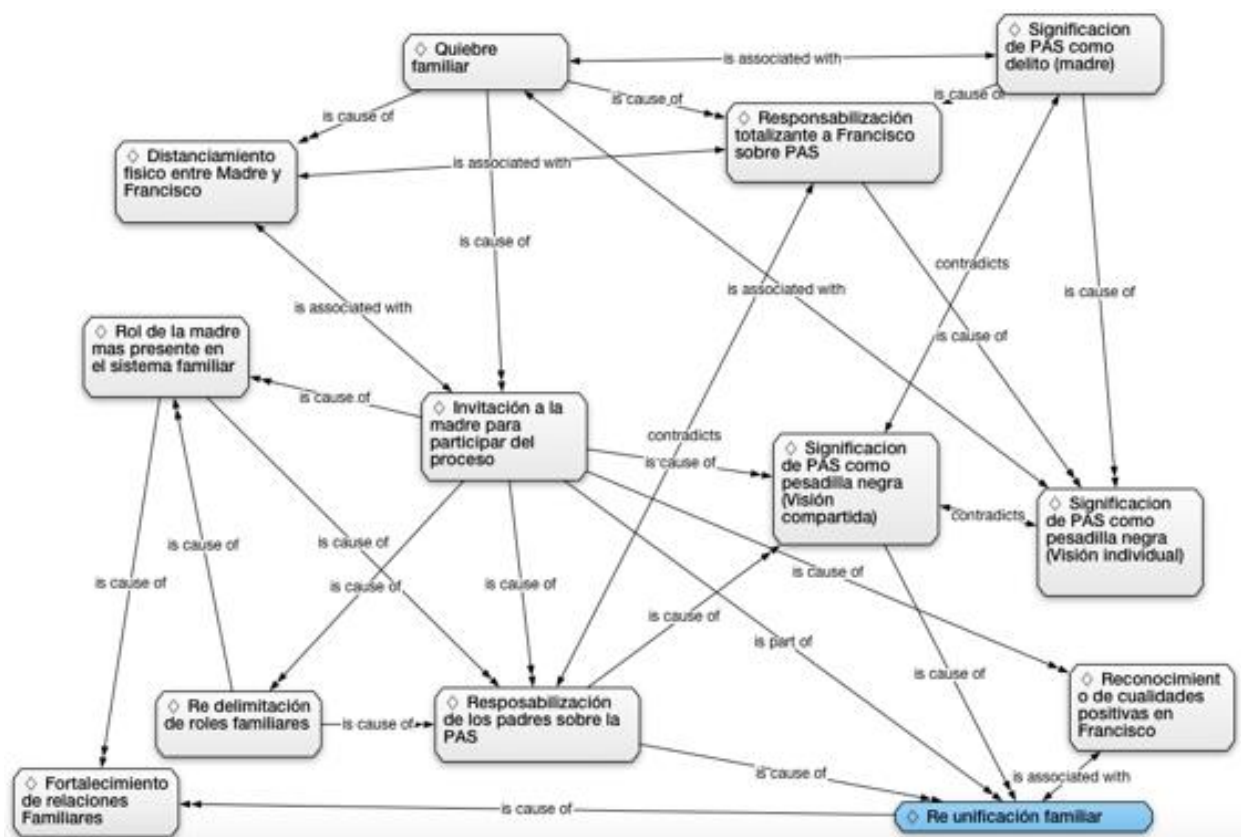 ◇ Quiebre
familiar
is associated with
◇ Significacion
de PAS como
delito (madre)
is cause of
is cause of
is cause of
◇ Responsabilización
totalizante a Francisco
sobre PAS
◇ Distanciamiento
fisico entre Madre y
Francisco
is associated with
is cause of
contradicts
is associated with
is cause of
is associated with
◇ Rol de la madre
mas presente en
el sistema familiar
is cause of
is cause of
◇ Invitación a la
madre para
participar del
proceso
contradicts
is cause of
◇ Significacion
de PAS como
pesadilla negra
(Visión
compartida)
contradicts
◇ Significacion
de PAS como
pesadilla negra
(Visión individual)
is cause of
is cause of
is cause of
is cause of
is cause of
is cause of
is cause of
is part of
is cause of
◇ Re delimitación
de roles familiares
is cause of
◇ Resposabilización
de los padres sobre la
PAS
◇ Reconocimient
o de cualidades
positivas en
Francisco
is cause of
is associated with
◇ Fortalecimiento
de relaciones
Familiares
is cause of
◇ Re unificación familiar